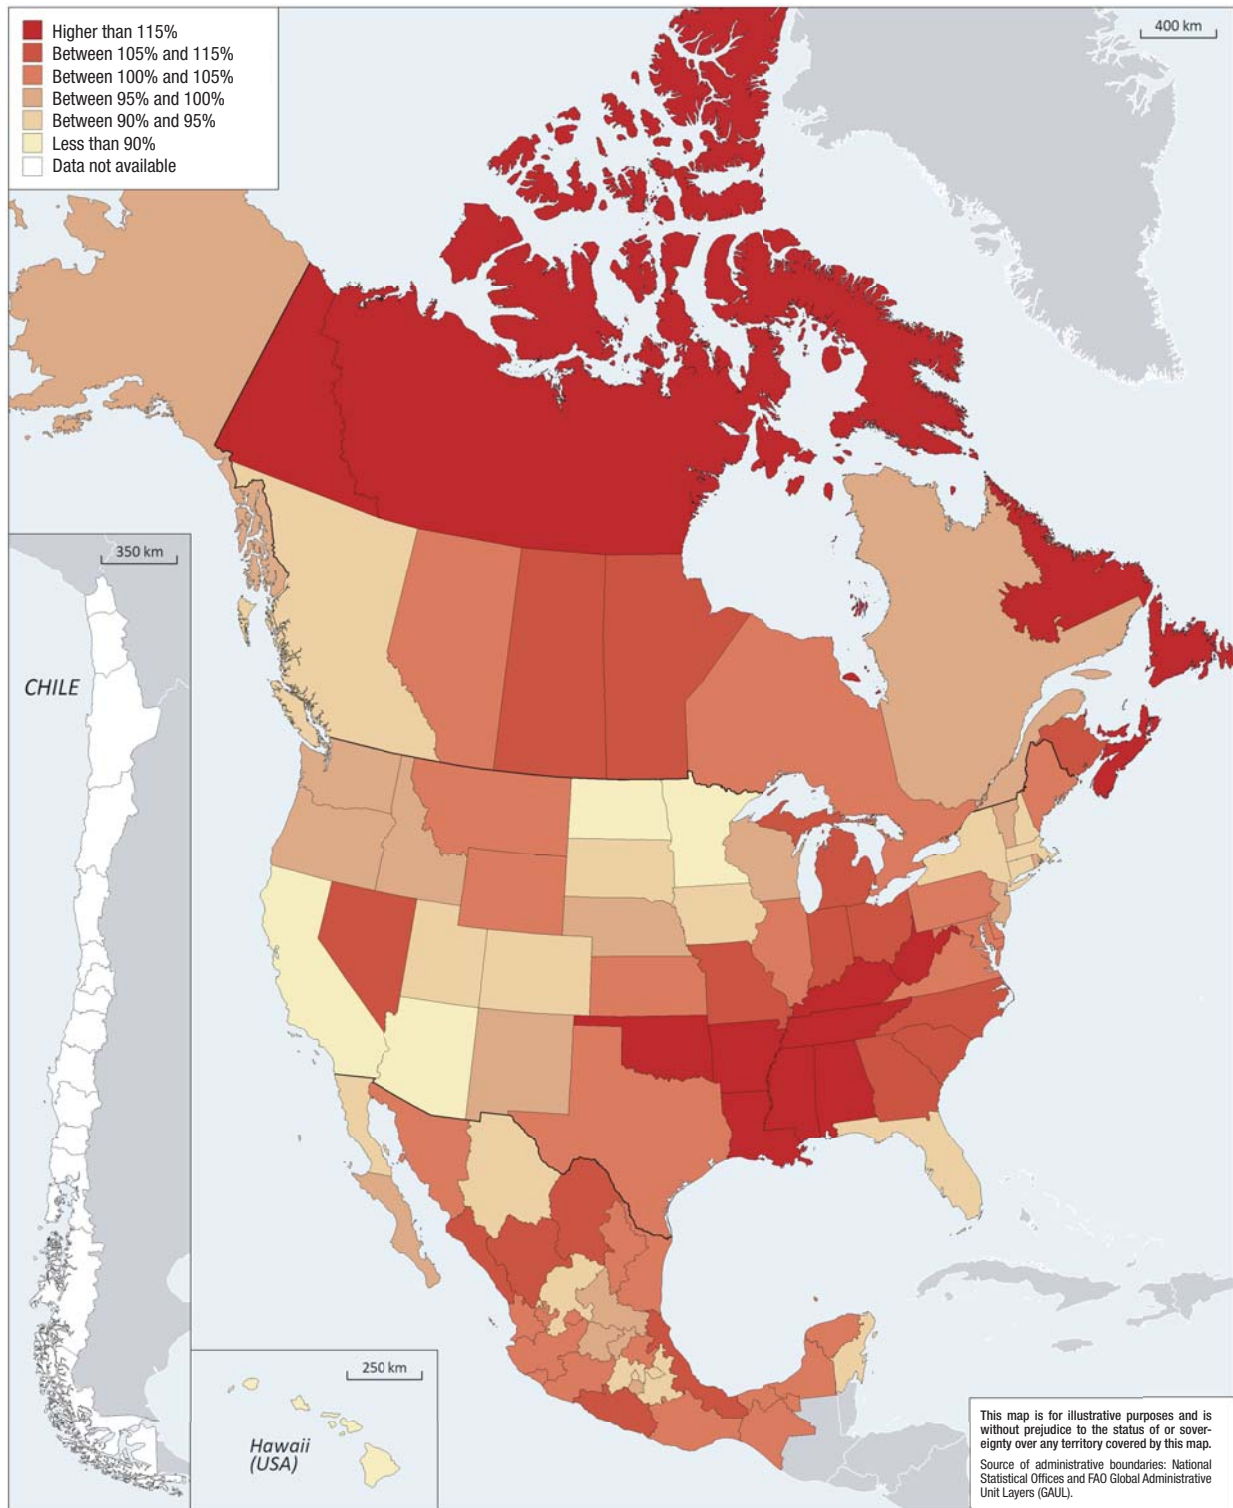 Higher than 115%
Between 105% and 115%
Between 100% and 105%
Between 95% and 100%
Between 90% and 95%
Less than 90%
Data not available
400 km
350 km
CHILE
250 km
Hawaii
(USA)
This map is for illustrative purposes and is
without prejudice to the status of or sover-
eignty over any territory covered by this map.
Source of administrative boundaries: National
Statistical Offices and FAO Global Administrative
Unit Layers (GAUL).